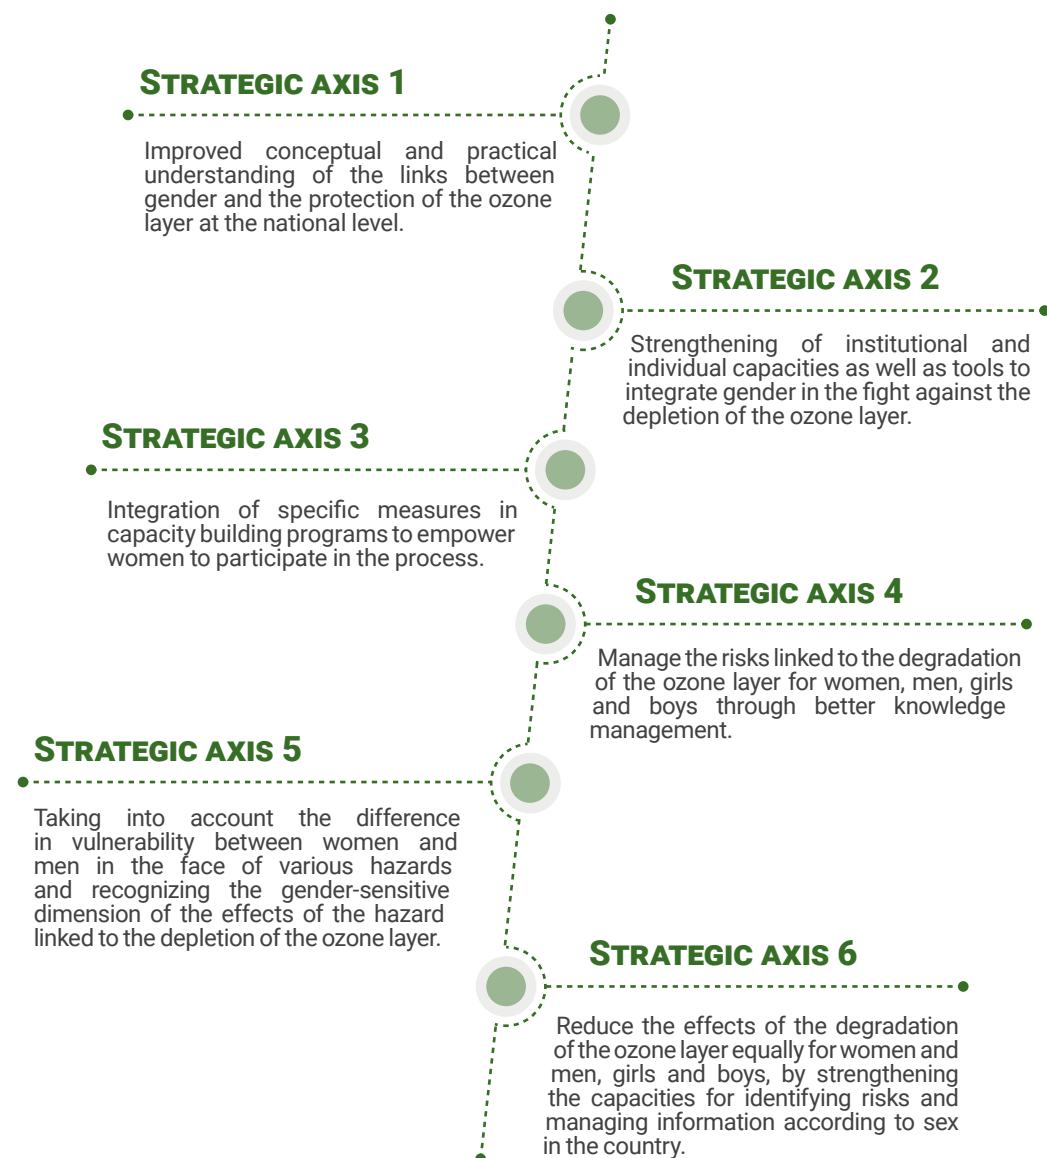 STRATEGIC AXIS 1
Improved conceptual and practical
understanding of the links between
gender and the protection of the ozone
layer at the national level.
STRATEGIC AXIS 2
Strengthening of institutional and
individual capacities as well as tools to
integrate gender in the fight against the
depletion of the ozone layer.
STRATEGIC AXIS 3
Integration of specific measures in
capacity building programs to empower
women to participate in the process.
STRATEGIC AXIS 4
Manage the risks linked to the degradation
of the ozone layer for women, men, girls
and boys through better knowledge
management.
STRATEGIC AXIS 5
Taking into account the difference
in vulnerability between women and
men in the face of various hazards
and recognizing the gender-sensitive
dimension of the effects of the hazard
linked to the depletion of the ozone layer.
STRATEGIC AXIS 6
Reduce the effects of the degradation
of the ozone layer equally for women and
men, girls and boys, by strengthening
the capacities for identifying risks and
managing information according to sex
in the country.